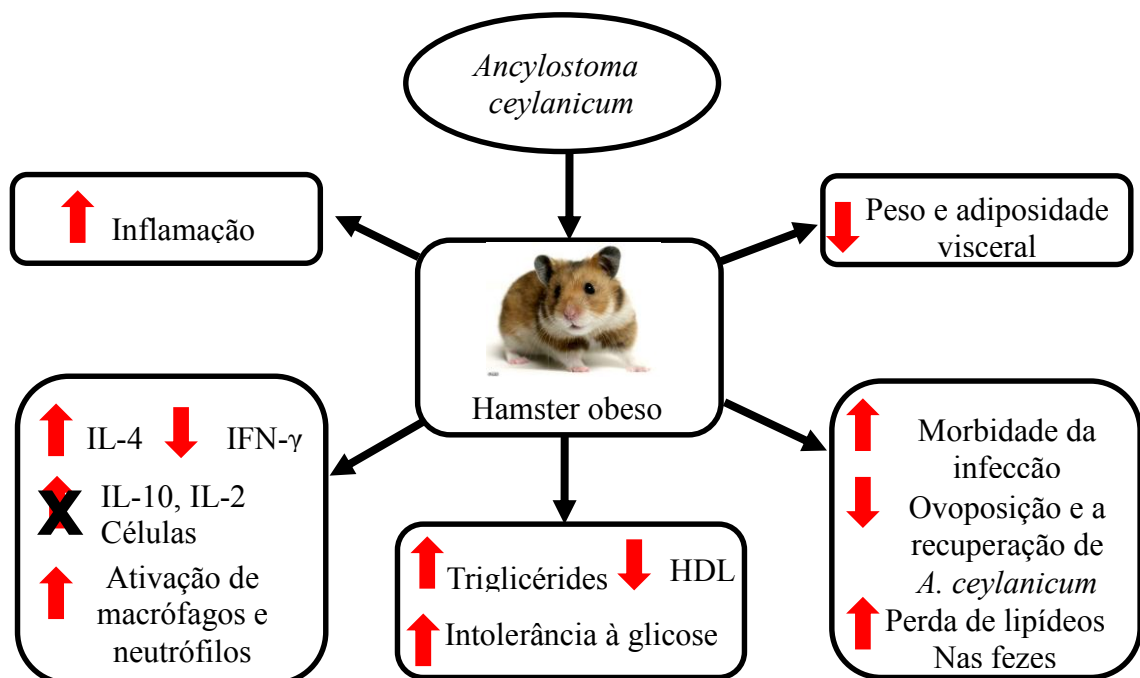 Ancylostoma
ceylanicum
Inflamação
Peso e adiposidade
visceral
Hamster obeso
IL-4 IFN-γ
IL-10, IL-2
Células
Ativação de
macrófagos e
neutrófilos
Triglicérides HDL
Intolerância à glicose
Morbidade da
infeccão
Ovoposição e a
recuperação de
A. ceylanicum
Perda de lipídeos
Nas fezes